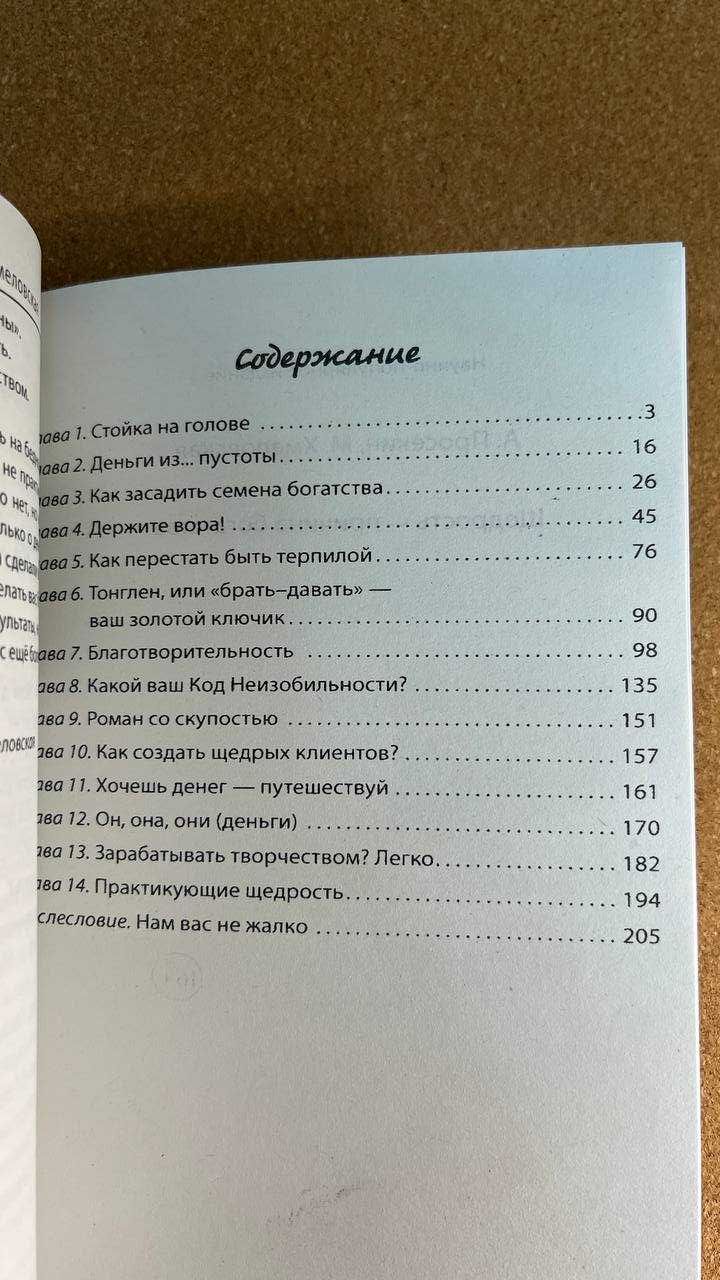 ны».
ством.
Содержание
ава 1. Стойка на голове ........ 3
ава 2. Деньги из... пустоты ........ 16
ава 3. Как засадить семена богатства ........ 26
ава 4. Держите вора! ........ 45
ава 5. Как перестать быть терпилой ........ 76
ава 6. Тонглен, или «брать–давать» —
ваш золотой ключик ........ 90
ава 7. Благотворительность ........ 98
ава 8. Какой ваш Код Неизобильности? ........ 135
ава 9. Роман со скупостью ........ 151
ава 10. Как создать щедрых клиентов? ........ 157
ава 11. Хочешь денег — путешествуй ........ 161
ава 12. Он, она, они (деньги) ........ 170
ава 13. Зарабатывать творчеством? Легко ........ 182
ава 14. Практикующие щедрость ........ 194
слесловие. Нам вас не жалко ........ 205